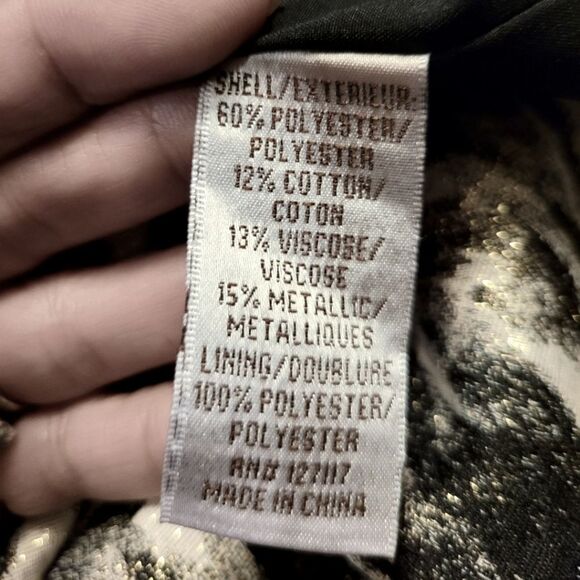 SHELL/EXTERIEUR:
60% POLYESTER/
POLYESTER
12% COTTON/
COTON
13% VISCOSE/
VISCOSE
15% METALLIC/
METALLIQUES
LINING/DOUBLURE
100% POLYESTER/
POLYESTER
RN# 127117
MADE IN CHINA